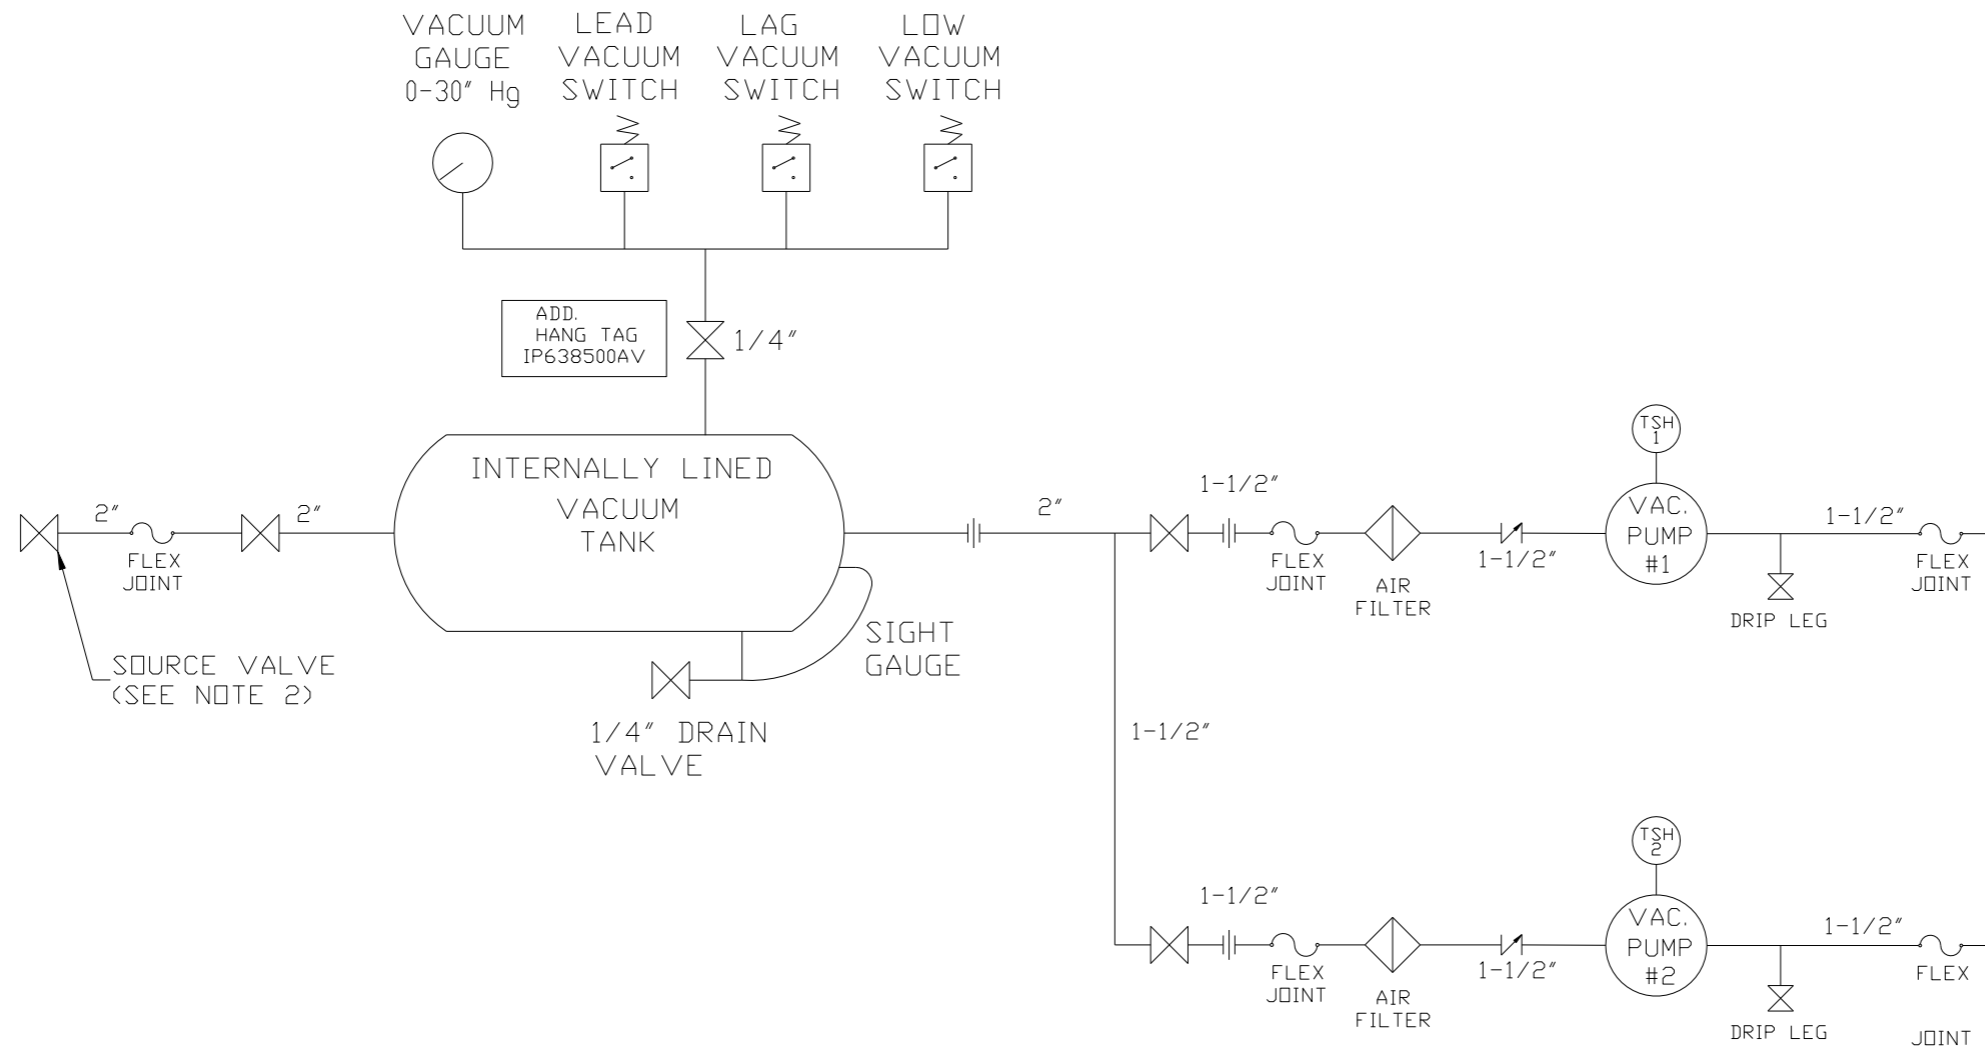 VACUUM
GAUGE
0-30" Hg
LEAD
VACUUM
SWITCH
LAG
VACUUM
SWITCH
LOW
VACUUM
SWITCH
ADD.
HANG TAG
IP638500AV
1/4"
INTERNALLY LINED
VACUUM
TANK
2"
FLEX
JOINT
2"
SOURCE VALVE
(SEE NOTE 2)
SIGHT
GAUGE
1/4" DRAIN
VALVE
2"
1-1/2"
FLEX
JOINT
AIR
FILTER
1-1/2"
TSH
1
VAC.
PUMP
#1
1-1/2"
DRIP LEG
FLEX
JOINT
1-1/2"
1-1/2"
FLEX
JOINT
AIR
FILTER
1-1/2"
TSH
2
VAC.
PUMP
#2
1-1/2"
DRIP LEG
FLEX
JOINT